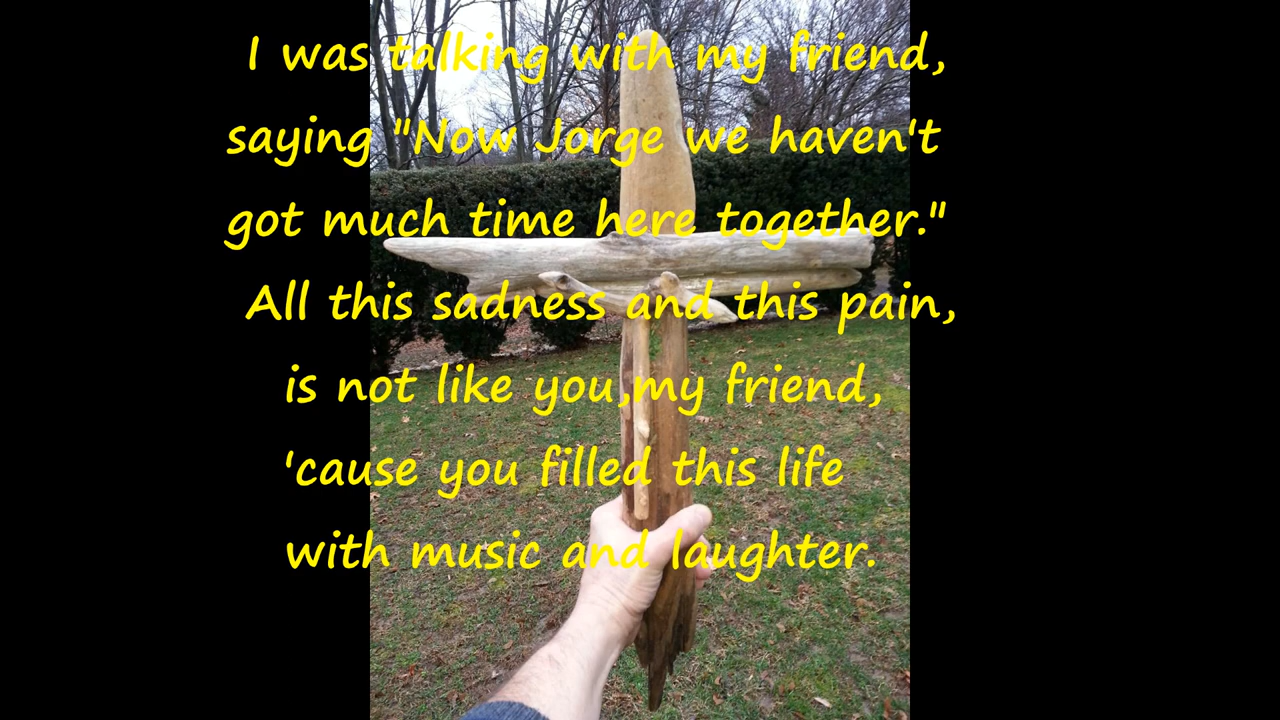 I was talking with my friend,
saying "Now Jorge we haven't
got much time here together."
All this sadness and this pain,
is not like you,my friend,
'cause you filled this life
with music and laughter.